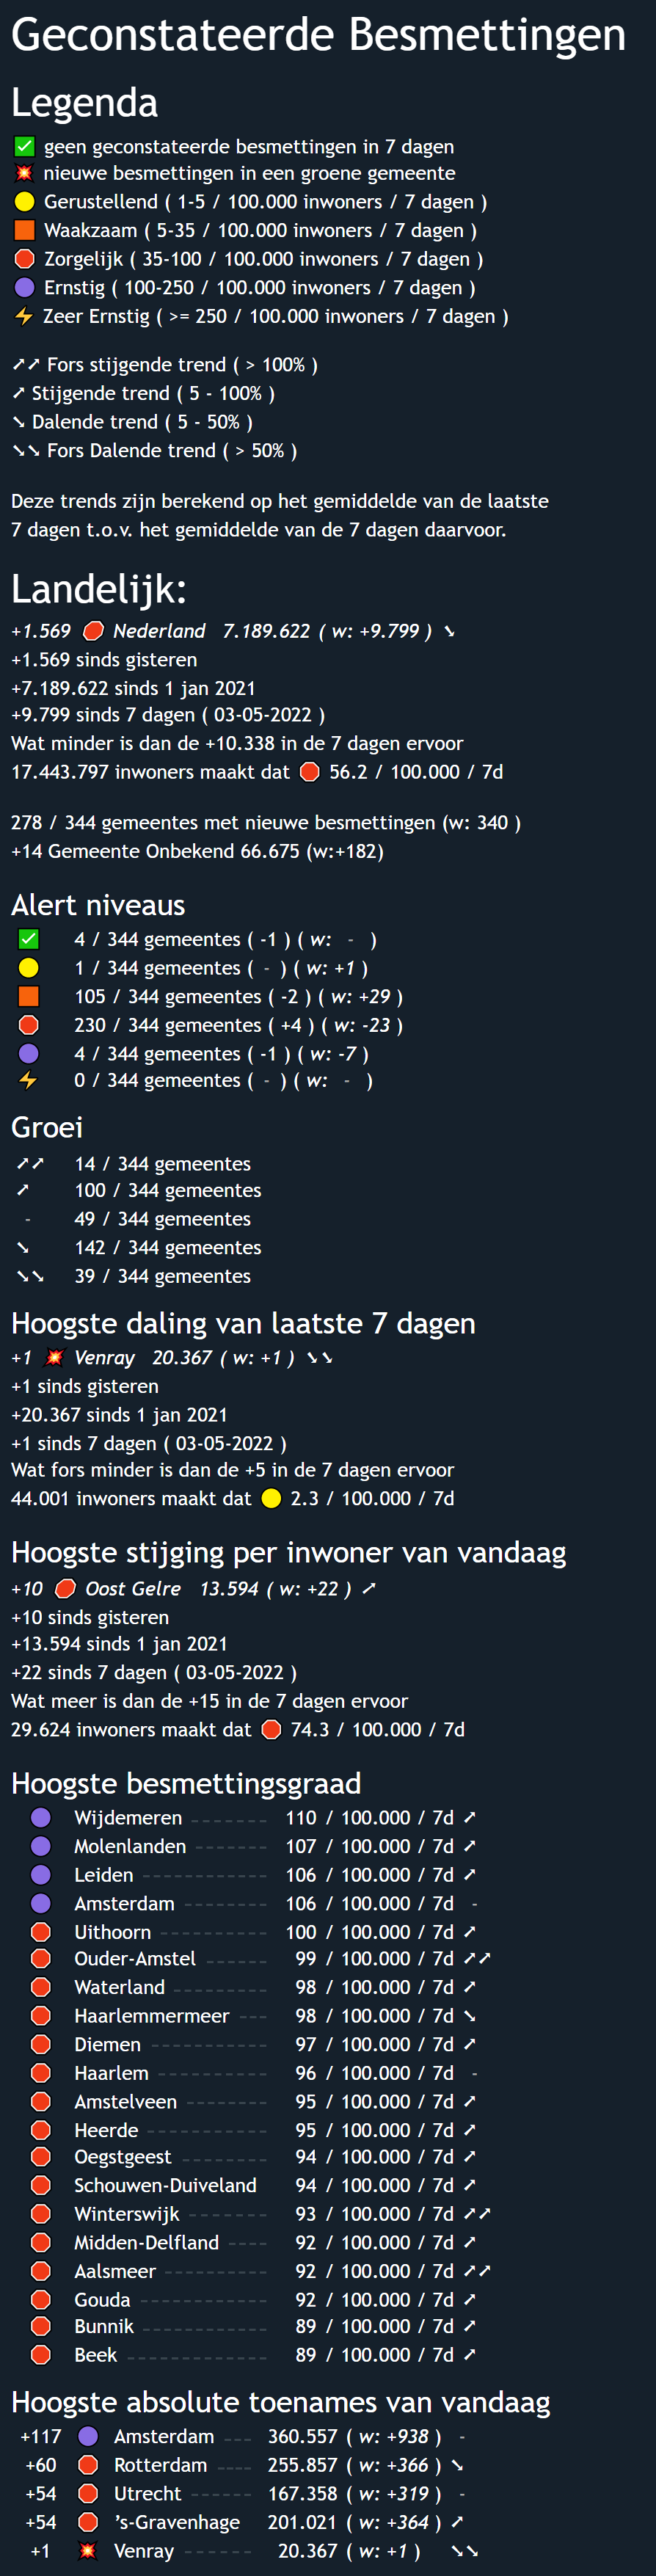 Geconstateerde Besmettingen
Legenda
✅ geen geconstateerde besmettingen in 7 dagen
💥 nieuwe besmettingen in een groene gemeente
🟡 Gerustellend ( 1-5 / 100.000 inwoners / 7 dagen )
🟧 Waakzaam ( 5-35 / 100.000 inwoners / 7 dagen )
🛑 Zorgelijk ( 35-100 / 100.000 inwoners / 7 dagen )
🟣 Ernstig ( 100-250 / 100.000 inwoners / 7 dagen )
⚡ Zeer Ernstig ( >= 250 / 100.000 inwoners / 7 dagen )
➚➚ Fors stijgende trend ( > 100% )
➚ Stijgende trend ( 5 - 100% )
➘ Dalende trend ( 5 - 50% )
➘➘ Fors Dalende trend ( > 50% )
Deze trends zijn berekend op het gemiddelde van de laatste
7 dagen t.o.v. het gemiddelde van de 7 dagen daarvoor.
Landelijk:
+1.569 🛑 Nederland 7.189.622 ( w: +9.799 ) ➘
+1.569 sinds gisteren
+7.189.622 sinds 1 jan 2021
+9.799 sinds 7 dagen ( 03-05-2022 )
Wat minder is dan de +10.338 in de 7 dagen ervoor
17.443.797 inwoners maakt dat 🛑 56.2 / 100.000 / 7d
278 / 344 gemeentes met nieuwe besmettingen (w: 340 )
+14 Gemeente Onbekend 66.675 (w:+182)
Alert niveaus
✅ 4 / 344 gemeentes ( -1 ) ( w: - )
🟡 1 / 344 gemeentes ( - ) ( w: +1 )
🟧 105 / 344 gemeentes ( -2 ) ( w: +29 )
🛑 230 / 344 gemeentes ( +4 ) ( w: -23 )
🟣 4 / 344 gemeentes ( -1 ) ( w: -7 )
⚡ 0 / 344 gemeentes ( - ) ( w: - )
Groei
➚➚ 14 / 344 gemeentes
➚ 100 / 344 gemeentes
- 49 / 344 gemeentes
➘ 142 / 344 gemeentes
➘➘ 39 / 344 gemeentes
Hoogste daling van laatste 7 dagen
+1 💥 Venray 20.367 ( w: +1 ) ➘➘
+1 sinds gisteren
+20.367 sinds 1 jan 2021
+1 sinds 7 dagen ( 03-05-2022 )
Wat fors minder is dan de +5 in de 7 dagen ervoor
44.001 inwoners maakt dat 🟡 2.3 / 100.000 / 7d
Hoogste stijging per inwoner van vandaag
+10 🛑 Oost Gelre 13.594 ( w: +22 ) ➚
+10 sinds gisteren
+13.594 sinds 1 jan 2021
+22 sinds 7 dagen ( 03-05-2022 )
Wat meer is dan de +15 in de 7 dagen ervoor
29.624 inwoners maakt dat 🛑 74.3 / 100.000 / 7d
Hoogste besmettingsgraad
🟣 Wijdemeren -------- 110 / 100.000 / 7d ➚
🟣 Molenlanden ------- 107 / 100.000 / 7d ➚
🟣 Leiden ------------ 106 / 100.000 / 7d ➚
🟣 Amsterdam -------- 106 / 100.000 / 7d -
🛑 Uithoorn ---------- 100 / 100.000 / 7d ➚
🛑 Ouder-Amstel ------ 99 / 100.000 / 7d ➚➚
🛑 Waterland --------- 98 / 100.000 / 7d ➚
🛑 Haarlemmermeer --- 98 / 100.000 / 7d ➘
🛑 Diemen ----------- 97 / 100.000 / 7d ➚
🛑 Haarlem ---------- 96 / 100.000 / 7d -
🛑 Amstelveen -------- 95 / 100.000 / 7d ➚
🛑 Heerde ----------- 95 / 100.000 / 7d ➚
🛑 Oegstgeest -------- 94 / 100.000 / 7d ➚
🛑 Schouwen-Duiveland 94 / 100.000 / 7d ➚
🛑 Winterswijk ------- 93 / 100.000 / 7d ➚➚
🛑 Midden-Delfland ---- 92 / 100.000 / 7d ➚
🛑 Aalsmeer ---------- 92 / 100.000 / 7d ➚➚
🛑 Gouda ------------ 92 / 100.000 / 7d ➚
🛑 Bunnik ------------ 89 / 100.000 / 7d ➚
🛑 Beek ------------- 89 / 100.000 / 7d ➚
Hoogste absolute toenames van vandaag
+117 🟣 Amsterdam --- 360.557 ( w: +938 ) -
+60 🛑 Rotterdam ---- 255.857 ( w: +366 ) ➘
+54 🛑 Utrecht ------ 167.358 ( w: +319 ) -
+54 🛑 's-Gravenhage 201.021 ( w: +364 ) ➚
+1 💥 Venray ------- 20.367 ( w: +1 ) ➘➘